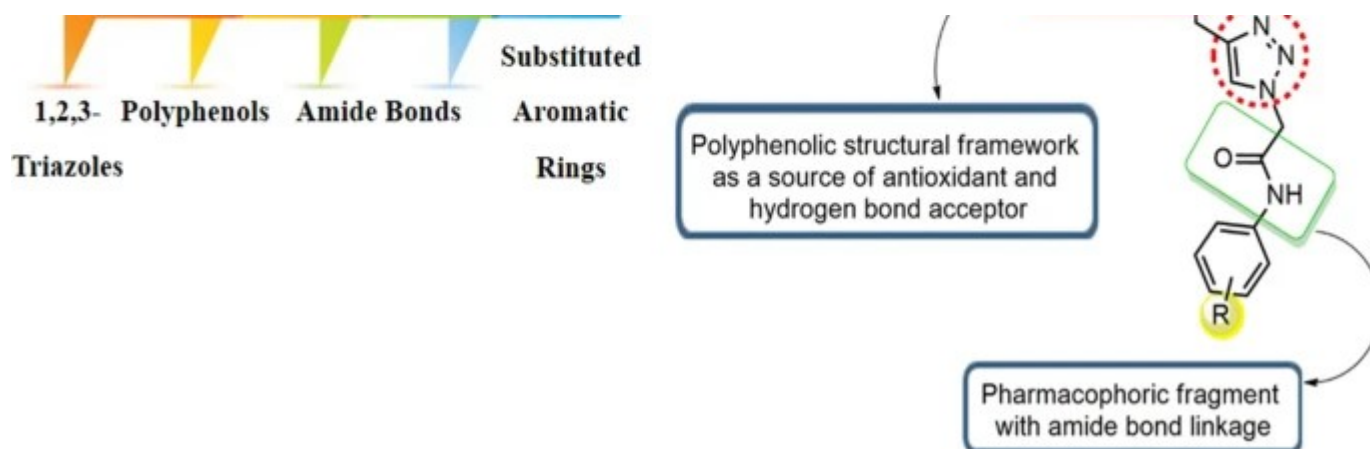 Substituted
1,2,3- Polyphenols Amide Bonds Aromatic
Triazoles Rings
Polyphenolic structural framework
as a source of antioxidant and
hydrogen bond acceptor
N
N
N
O
NH
R
Pharmacophoric fragment
with amide bond linkage